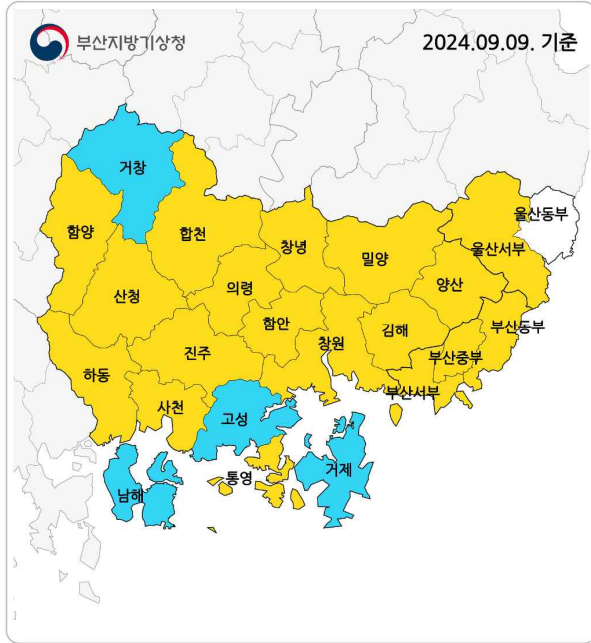 부산지방기상청
2024.09.09. 기준
거창
울산동부
함양
합천
창녕
울산서부
밀양
양산
산청
의령
함안
김해
부산동부
창원
진주
부산중부
하동
부산서부
사천
고성
거제
통영
남해